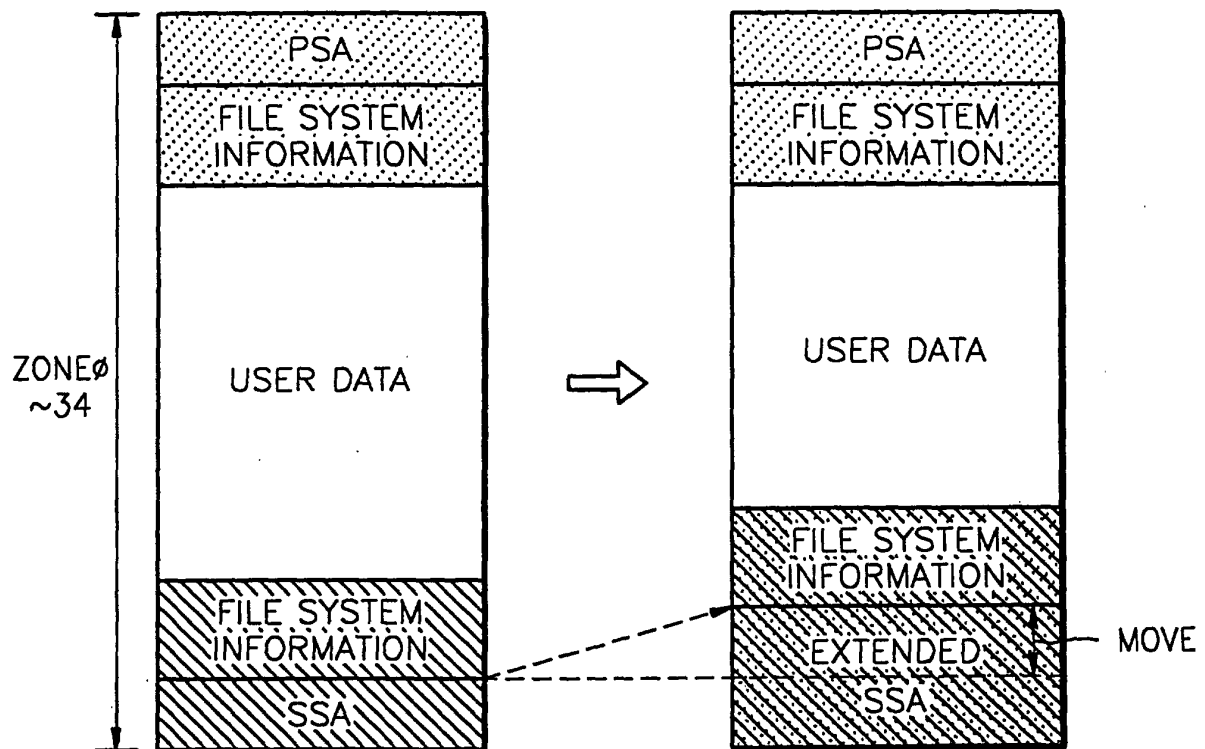 PSA
FILE SYSTEM
INFORMATION
USER DATA
FILE SYSTEM
INFORMATION
SSA
ZONEø
~34
PSA
FILE SYSTEM
INFORMATION
USER DATA
FILE SYSTEM
INFORMATION
EXTENDED
SSA
MOVE